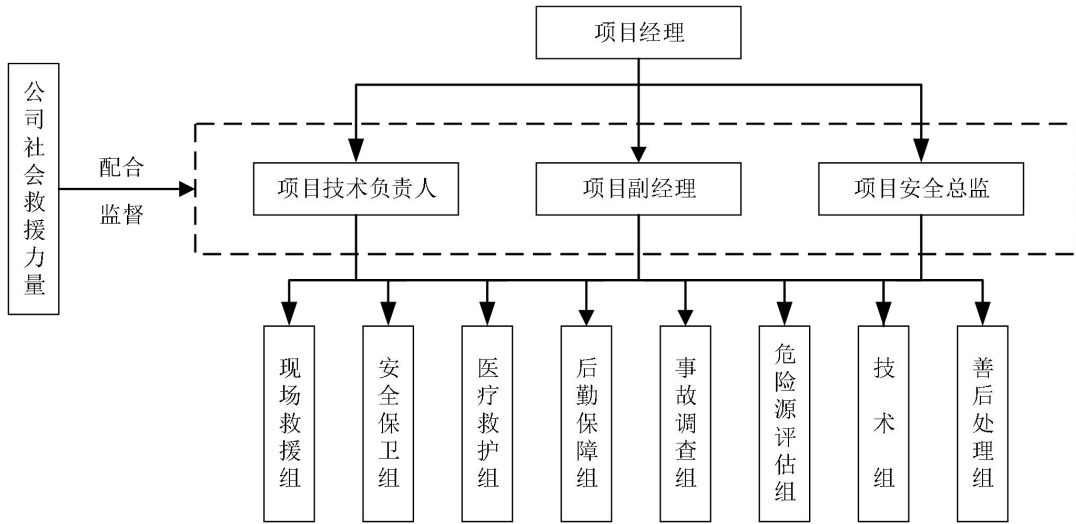 项目经理
公司社会救援力量
配合
监督
项目技术负责人
项目副经理
项目安全总监
现场救援组
安全保卫组
医疗救护组
后勤保障组
事故调查组
危险源评估组
技术组
善后处理组